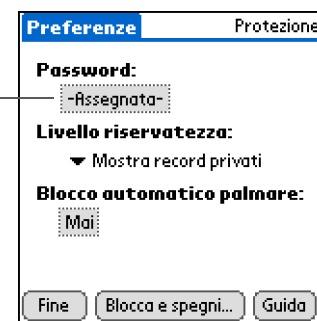 Preferenze Protezione
Password:
-Assegnata-
Livello riservatezza:
Mostra record privati
Blocco automatico palmare:
Mai
Fine Blocca e spegni... Guida